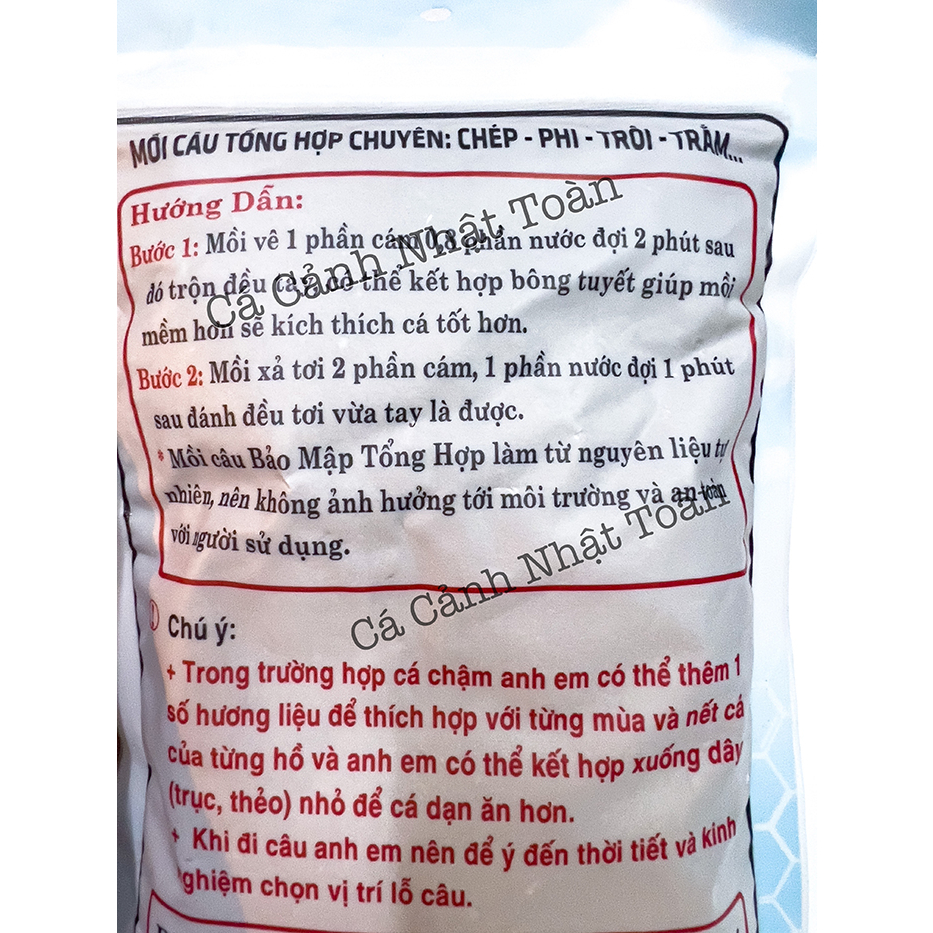 MỒI CÂU TỔNG HỢP CHUYÊN: CHÉP - PHI - TRÔI - TRẮM...
Hướng Dẫn:
Bước 1: Mồi vê 1 phần cám 0,8 phần nước đợi 2 phút sau
đó trộn đều ta có thể kết hợp bông tuyết giúp mồi
mềm hơn sẽ kích thích cá tốt hơn.
Bước 2: Mồi xả tơi 2 phần cám, 1 phần nước đợi 1 phút
sau đánh đều tơi vừa tay là được.
* Mồi câu Bảo Mập Tổng Hợp làm từ nguyên liệu tự
nhiên, nên không ảnh hưởng tới môi trường và an toàn
với người sử dụng.
Chú ý:
+ Trong trường hợp cá chậm anh em có thể thêm 1
số hương liệu để thích hợp với từng mùa và nết cá
của từng hồ và anh em có thể kết hợp xuống dây
(trục, thẻo) nhỏ để cá dạn ăn hơn.
+ Khi đi câu anh em nên để ý đến thời tiết và kinh
nghiệm chọn vị trí lỗ câu.
Cá Cảnh Nhật Toàn
Cá Cảnh Nhật Toàn